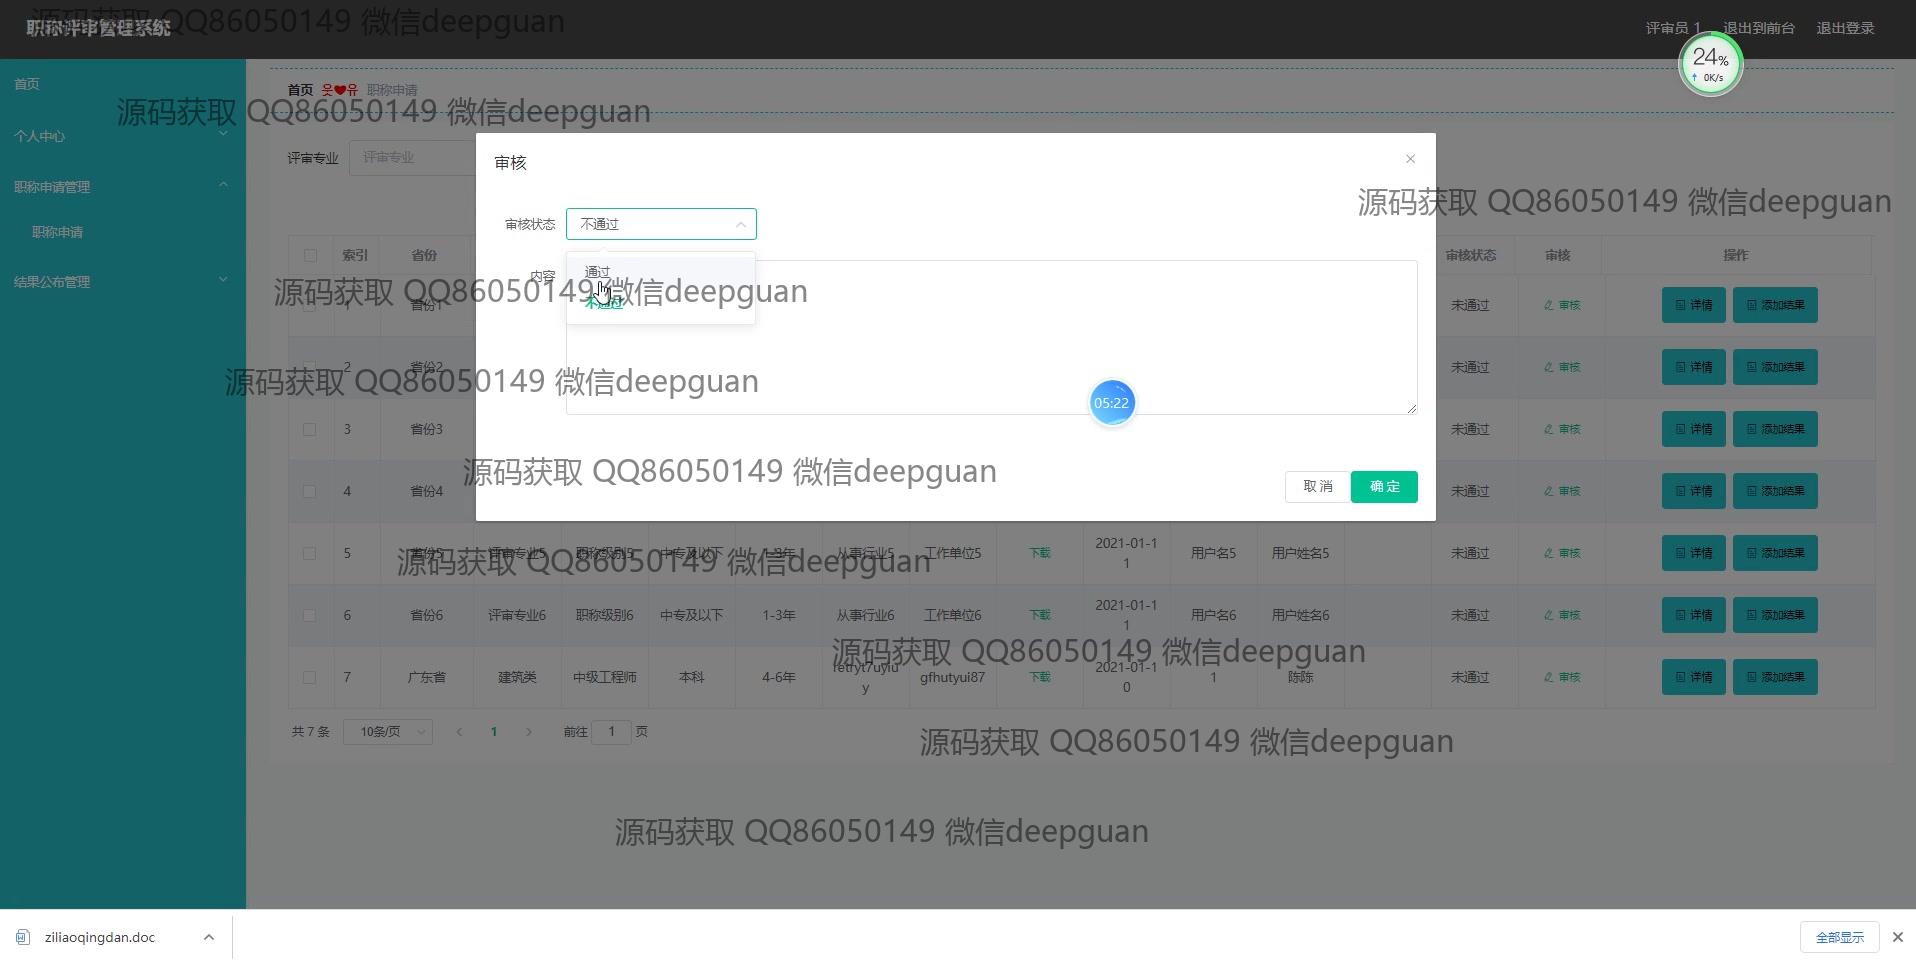 职称评审管理系统
源码获取 QQ86050149 微信deepguan
评审员 1 退出到前台 退出登录
24%
0K/s
首页
个人中心
职称申请管理
职称申请
结果公布管理
首页 웃❤유 职称申请
源码获取 QQ86050149 微信deepguan
评审专业 评审专业
审核
审核状态 不通过
源码获取 QQ86050149 微信deepguan
通过
不通过
内容
源码获取 QQ86050149 微信deepguan
源码获取 QQ86050149 微信deepguan
05:22
源码获取 QQ86050149 微信deepguan
取 消 确 定
索引 省份 审核状态 审核 操作
1 省份1 未通过 审核 详情 添加结果
2 省份2 未通过 审核 详情 添加结果
3 省份3 未通过 审核 详情 添加结果
4 省份4 未通过 审核 详情 添加结果
5 省份5 评审专业5 职称级别5 中专及以下 1-3年 从事行业5 工作单位5 下载 2021-01-11 用户名5 用户姓名5 未通过 审核 详情 添加结果
源码获取 QQ86050149 微信deepguan
6 省份6 评审专业6 职称级别6 中专及以下 1-3年 从事行业6 工作单位6 下载 2021-01-11 用户名6 用户姓名6 未通过 审核 详情 添加结果
源码获取 QQ86050149 微信deepguan
7 广东省 建筑类 中级工程师 本科 4-6年 retryt7uyiuy gfhutyui87 下载 2021-01-10 1 陈陈 未通过 审核 详情 添加结果
共 7 条 10条/页 1 前往 1 页
源码获取 QQ86050149 微信deepguan
源码获取 QQ86050149 微信deepguan
ziliaoqingdan.doc
全部显示